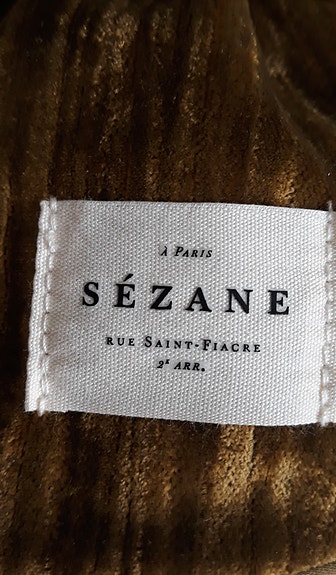 À PARIS
SÉZANE
RUE SAINT-FIACRE
2ᵉ ARR.